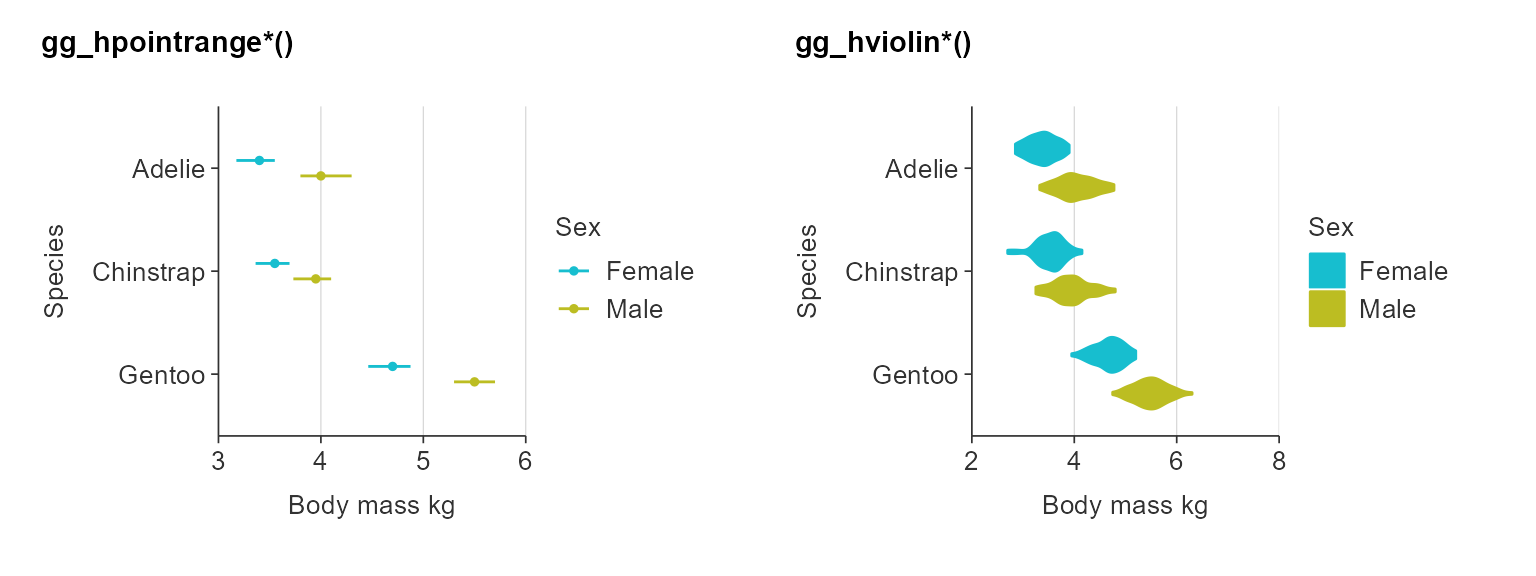 gg_hpointrange*()
Species
Adelie
Chinstrap
Gentoo
3 4 5 6
Body mass kg
Sex
Female
Male
gg_hviolin*()
Species
Adelie
Chinstrap
Gentoo
2 4 6 8
Body mass kg
Sex
Female
Male